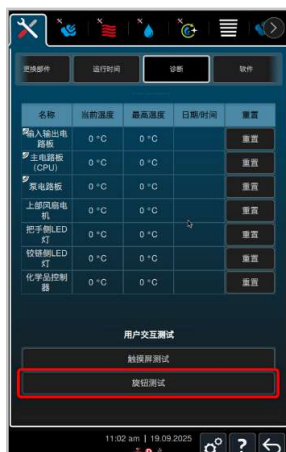 更换部件
运行时间
诊断
软件
名称 当前温度 最高温度 日期/时间 重置
输入输出电
路板 0 °C 0 °C 重置
主电路板
(CPU) 0 °C 0 °C 重置
泵电路板 0 °C 0 °C 重置
上部风扇电
机 0 °C 0 °C 重置
把手侧LED
灯 0 °C 0 °C 重置
铰链侧LED
灯 0 °C 0 °C 重置
化学品控制
器 0 °C 0 °C 重置
用户交互测试
触摸屏测试
旋钮测试
11:02 am | 19.09.2025
?